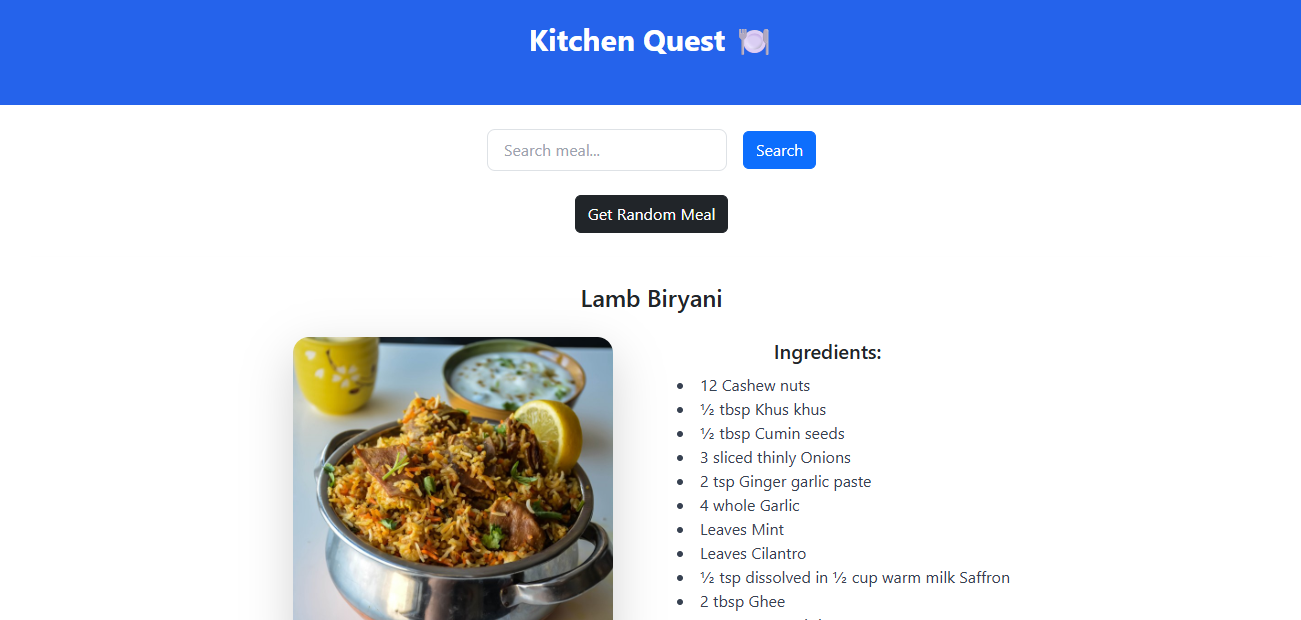 Kitchen Quest 🍽️
Search meal...
Search
Get Random Meal
Lamb Biryani
Ingredients:
12 Cashew nuts
½ tbsp Khus khus
½ tbsp Cumin seeds
3 sliced thinly Onions
2 tsp Ginger garlic paste
4 whole Garlic
Leaves Mint
Leaves Cilantro
½ tsp dissolved in ½ cup warm milk Saffron
2 tbsp Ghee